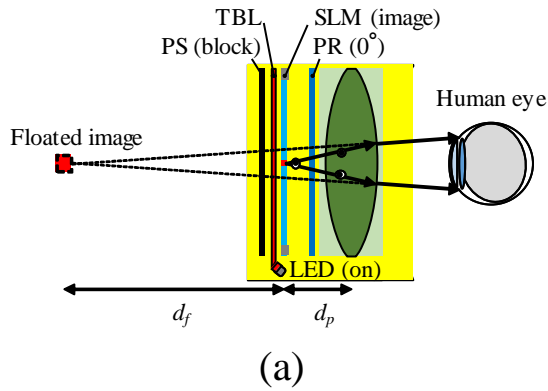 TBL SLM (image)
PS (block) PR (0°)
Human eye
Floated image
LED (on)
d_f d_p
(a)